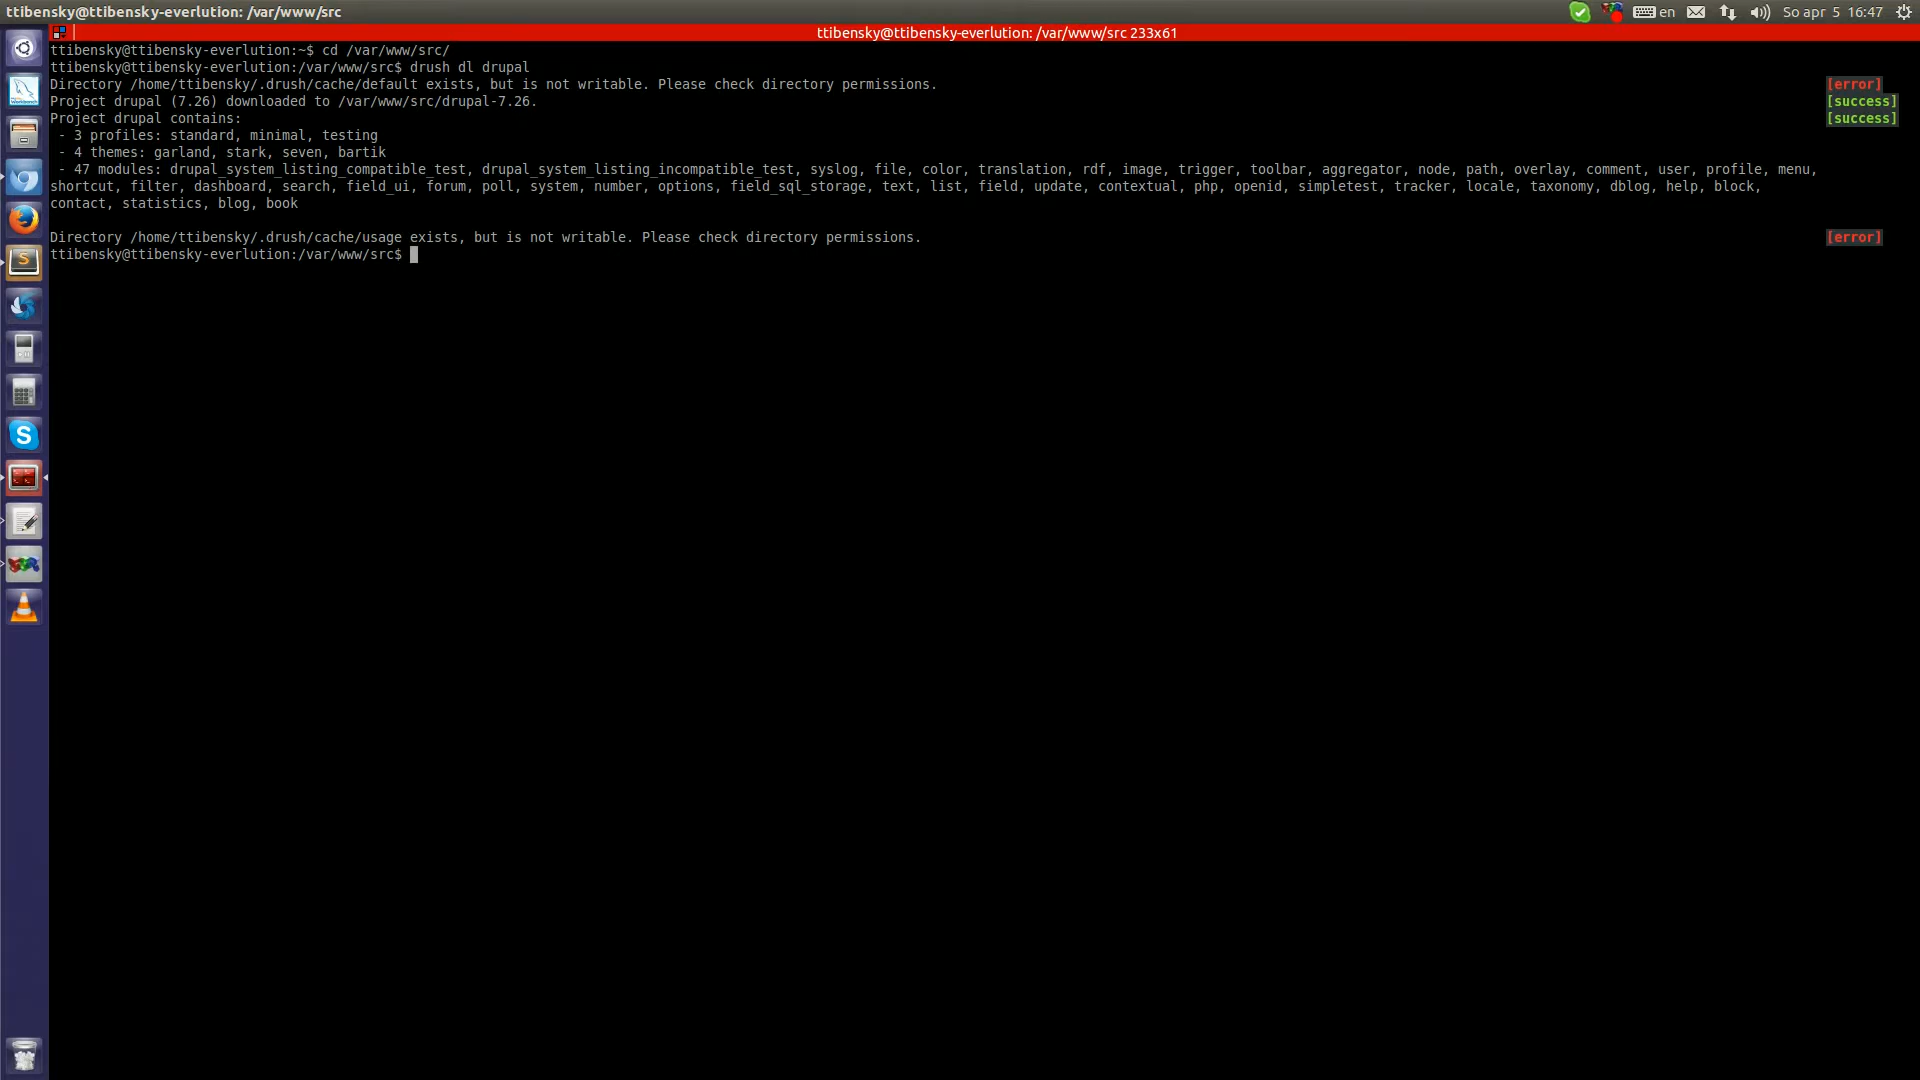 ttibensky@ttibensky-everlution: /var/www/src
en
So apr 5 16:47
ttibensky@ttibensky-everlution: /var/www/src 233x61
ttibensky@ttibensky-everlution:~$ cd /var/www/src/
ttibensky@ttibensky-everlution:/var/www/src$ drush dl drupal
Directory /home/ttibensky/.drush/cache/default exists, but is not writable. Please check directory permissions. [error]
Project drupal (7.26) downloaded to /var/www/src/drupal-7.26. [success]
Project drupal contains: [success]
- 3 profiles: standard, minimal, testing
- 4 themes: garland, stark, seven, bartik
- 47 modules: drupal_system_listing_compatible_test, drupal_system_listing_incompatible_test, syslog, file, color, translation, rdf, image, trigger, toolbar, aggregator, node, path, overlay, comment, user, profile, menu,
shortcut, filter, dashboard, search, field_ui, forum, poll, system, number, options, field_sql_storage, text, list, field, update, contextual, php, openid, simpletest, tracker, locale, taxonomy, dblog, help, block,
contact, statistics, blog, book
Directory /home/ttibensky/.drush/cache/usage exists, but is not writable. Please check directory permissions. [error]
ttibensky@ttibensky-everlution:/var/www/src$